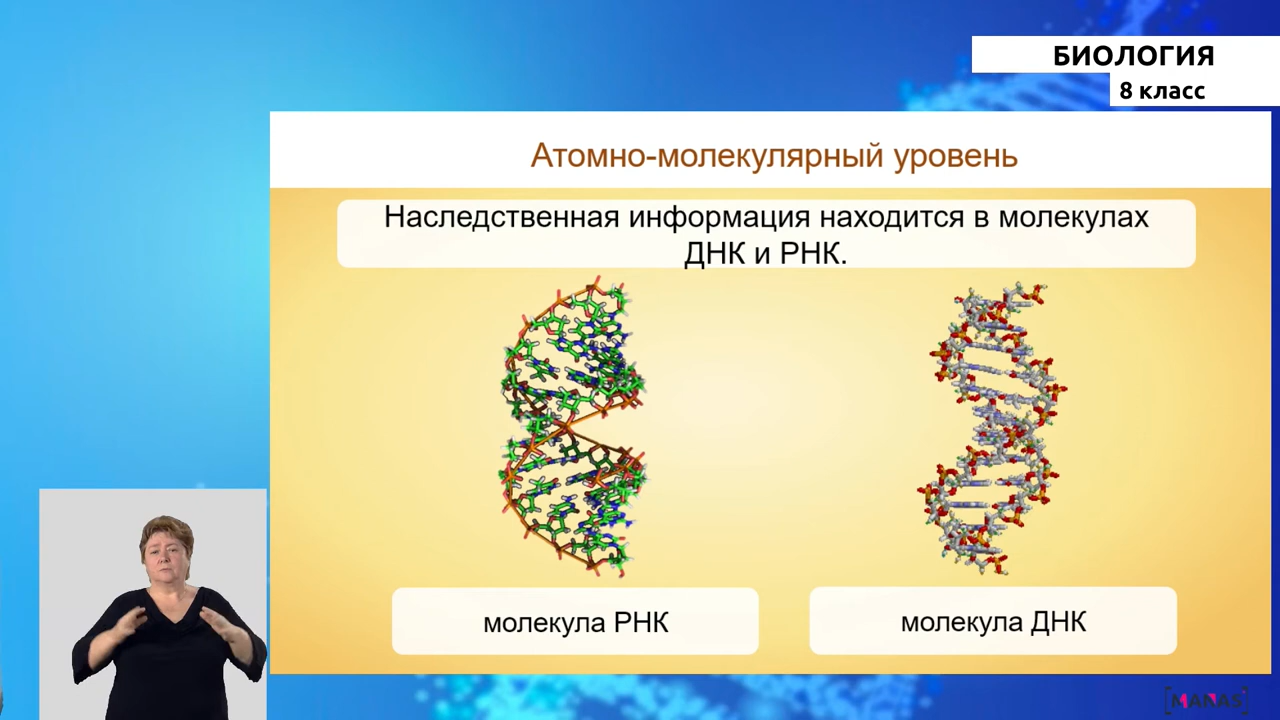 БИОЛОГИЯ
8 класс
Атомно-молекулярный уровень
Наследственная информация находится в молекулах
ДНК и РНК.
молекула РНК
молекула ДНК
MANAS